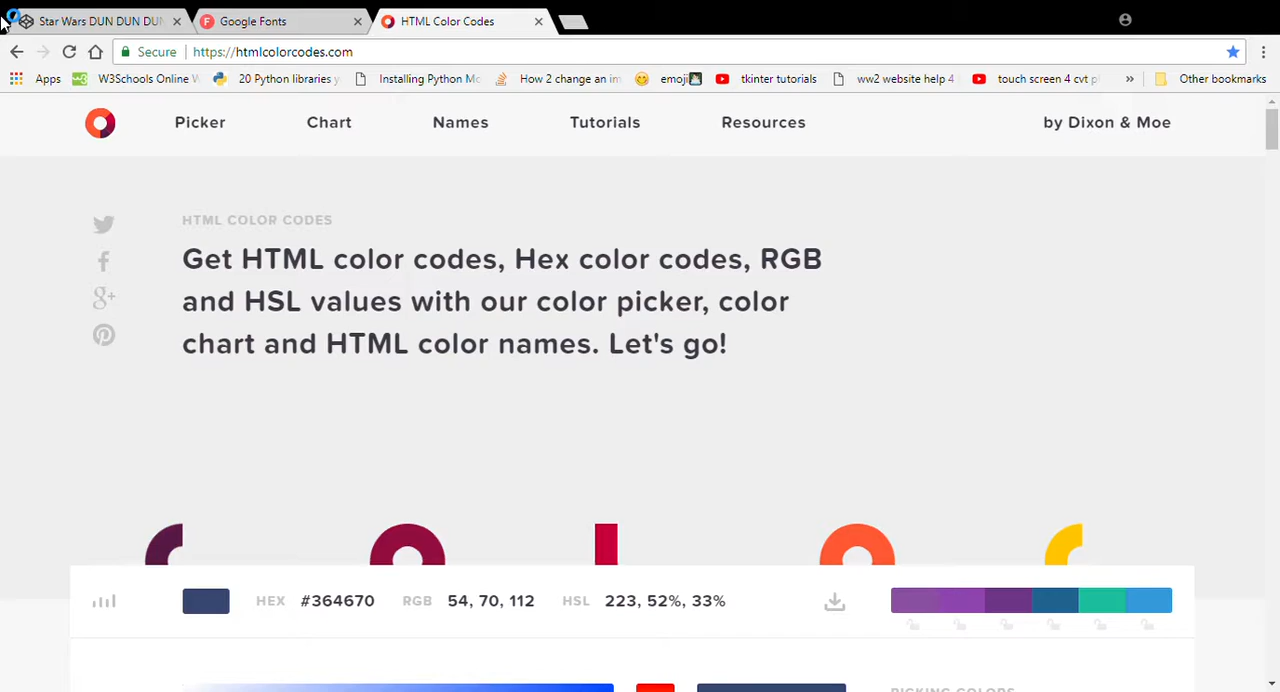 Star Wars DUN DUN DUN
Google Fonts
HTML Color Codes
Secure
https://htmlcolorcodes.com
Apps
W3Schools Online
20 Python libraries
Installing Python
How 2 change an im
emoji
tkinter tutorials
ww2 website help 4
touch screen 4 cvt
»
Other bookmarks
Picker
Chart
Names
Tutorials
Resources
by Dixon & Moe
HTML COLOR CODES
Get HTML color codes, Hex color codes, RGB
and HSL values with our color picker, color
chart and HTML color names. Let's go!
HEX #364670
RGB 54, 70, 112
HSL 223, 52%, 33%
PICKING COLORS